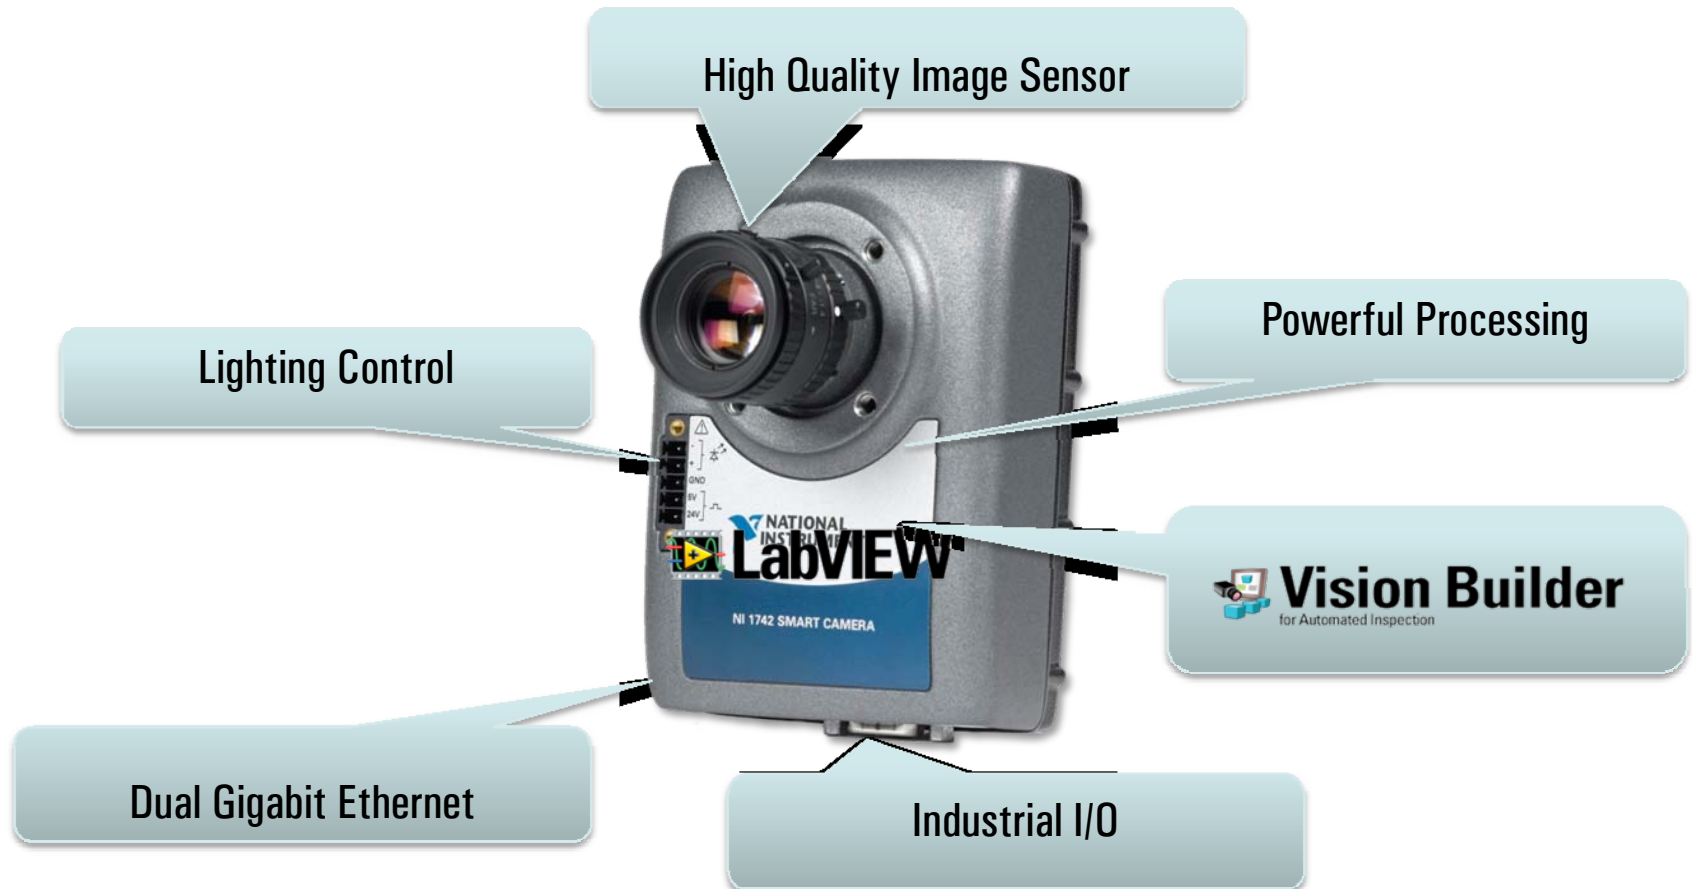 High Quality Image Sensor
Powerful Processing
Lighting Control
-
+
GND
5V
24V
NATIONAL
LabVIEW
Vision Builder
for Automated Inspection
NI 1742 SMART CAMERA
Dual Gigabit Ethernet
Industrial I/O